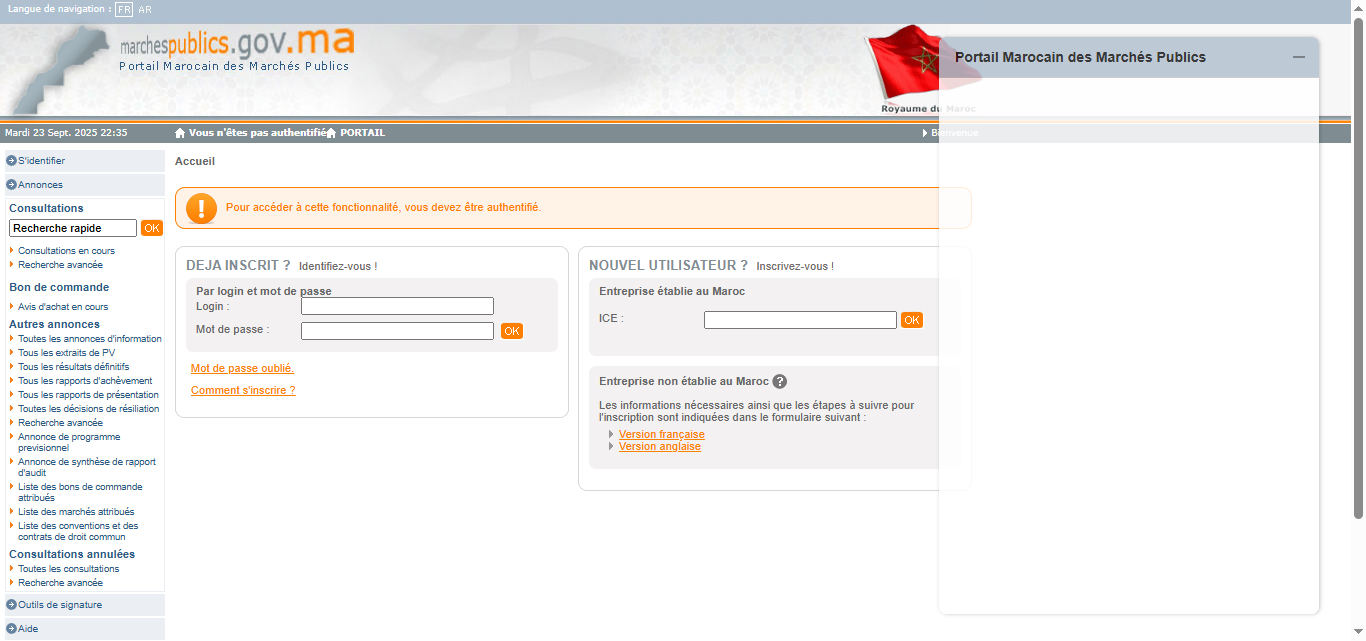 Langue de navigation : FR AR
marchespublics.gov.ma
Portail Marocain des Marchés Publics
Royaume du Maroc
Portail Marocain des Marchés Publics
Mardi 23 Sept. 2025 22:35
Vous n'êtes pas authentifié PORTAIL
Bienvenue
S'identifier
Annonces
Consultations
Recherche rapide OK
Consultations en cours
Recherche avancée
Bon de commande
Avis d'achat en cours
Autres annonces
Toutes les annonces d'information
Tous les extraits de PV
Tous les résultats définitifs
Tous les rapports d'achèvement
Tous les rapports de présentation
Toutes les décisions de résiliation
Recherche avancée
Annonce de programme
previsionnel
Annonce de synthèse de rapport
d'audit
Liste des bons de commande
attribués
Liste des marchés attribués
Liste des conventions et des
contrats de droit commun
Consultations annulées
Toutes les consultations
Recherche avancée
Outils de signature
Aide
Accueil
! Pour accéder à cette fonctionnalité, vous devez être authentifié.
DEJA INSCRIT ? Identifiez-vous !
Par login et mot de passe
Login :
Mot de passe : OK
Mot de passe oublié.
Comment s'inscrire ?
NOUVEL UTILISATEUR ? Inscrivez-vous !
Entreprise établie au Maroc
ICE : OK
Entreprise non établie au Maroc ?
Les informations nécessaires ainsi que les étapes à suivre pour
l'inscription sont indiquées dans le formulaire suivant :
Version française
Version anglaise